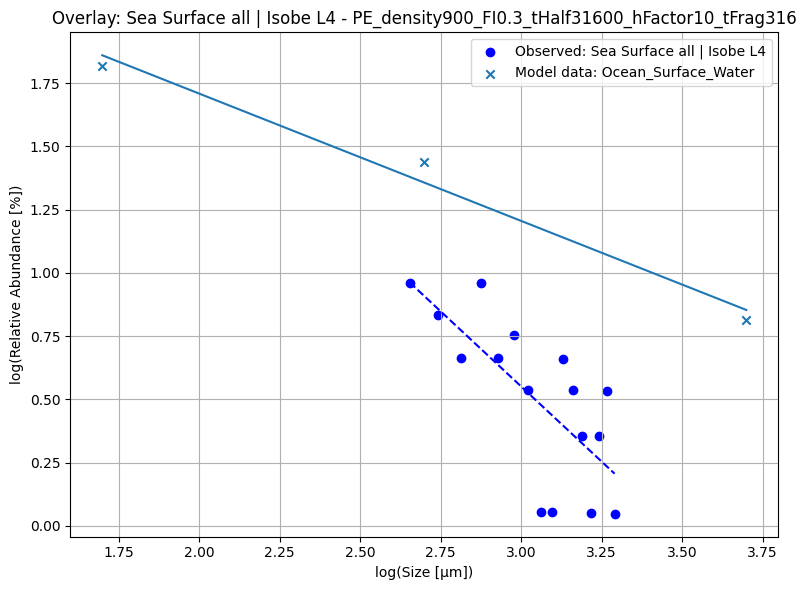 Overlay: Sea Surface all | Isobe L4 - PE_density900_FI0.3_tHalf31600_hFactor10_tFrag316
Observed: Sea Surface all | Isobe L4
Model data: Ocean_Surface_Water
log(Relative Abundance [%])
1.75
1.50
1.25
1.00
0.75
0.50
0.25
0.00
1.75 2.00 2.25 2.50 2.75 3.00 3.25 3.50 3.75
log(Size [μm])